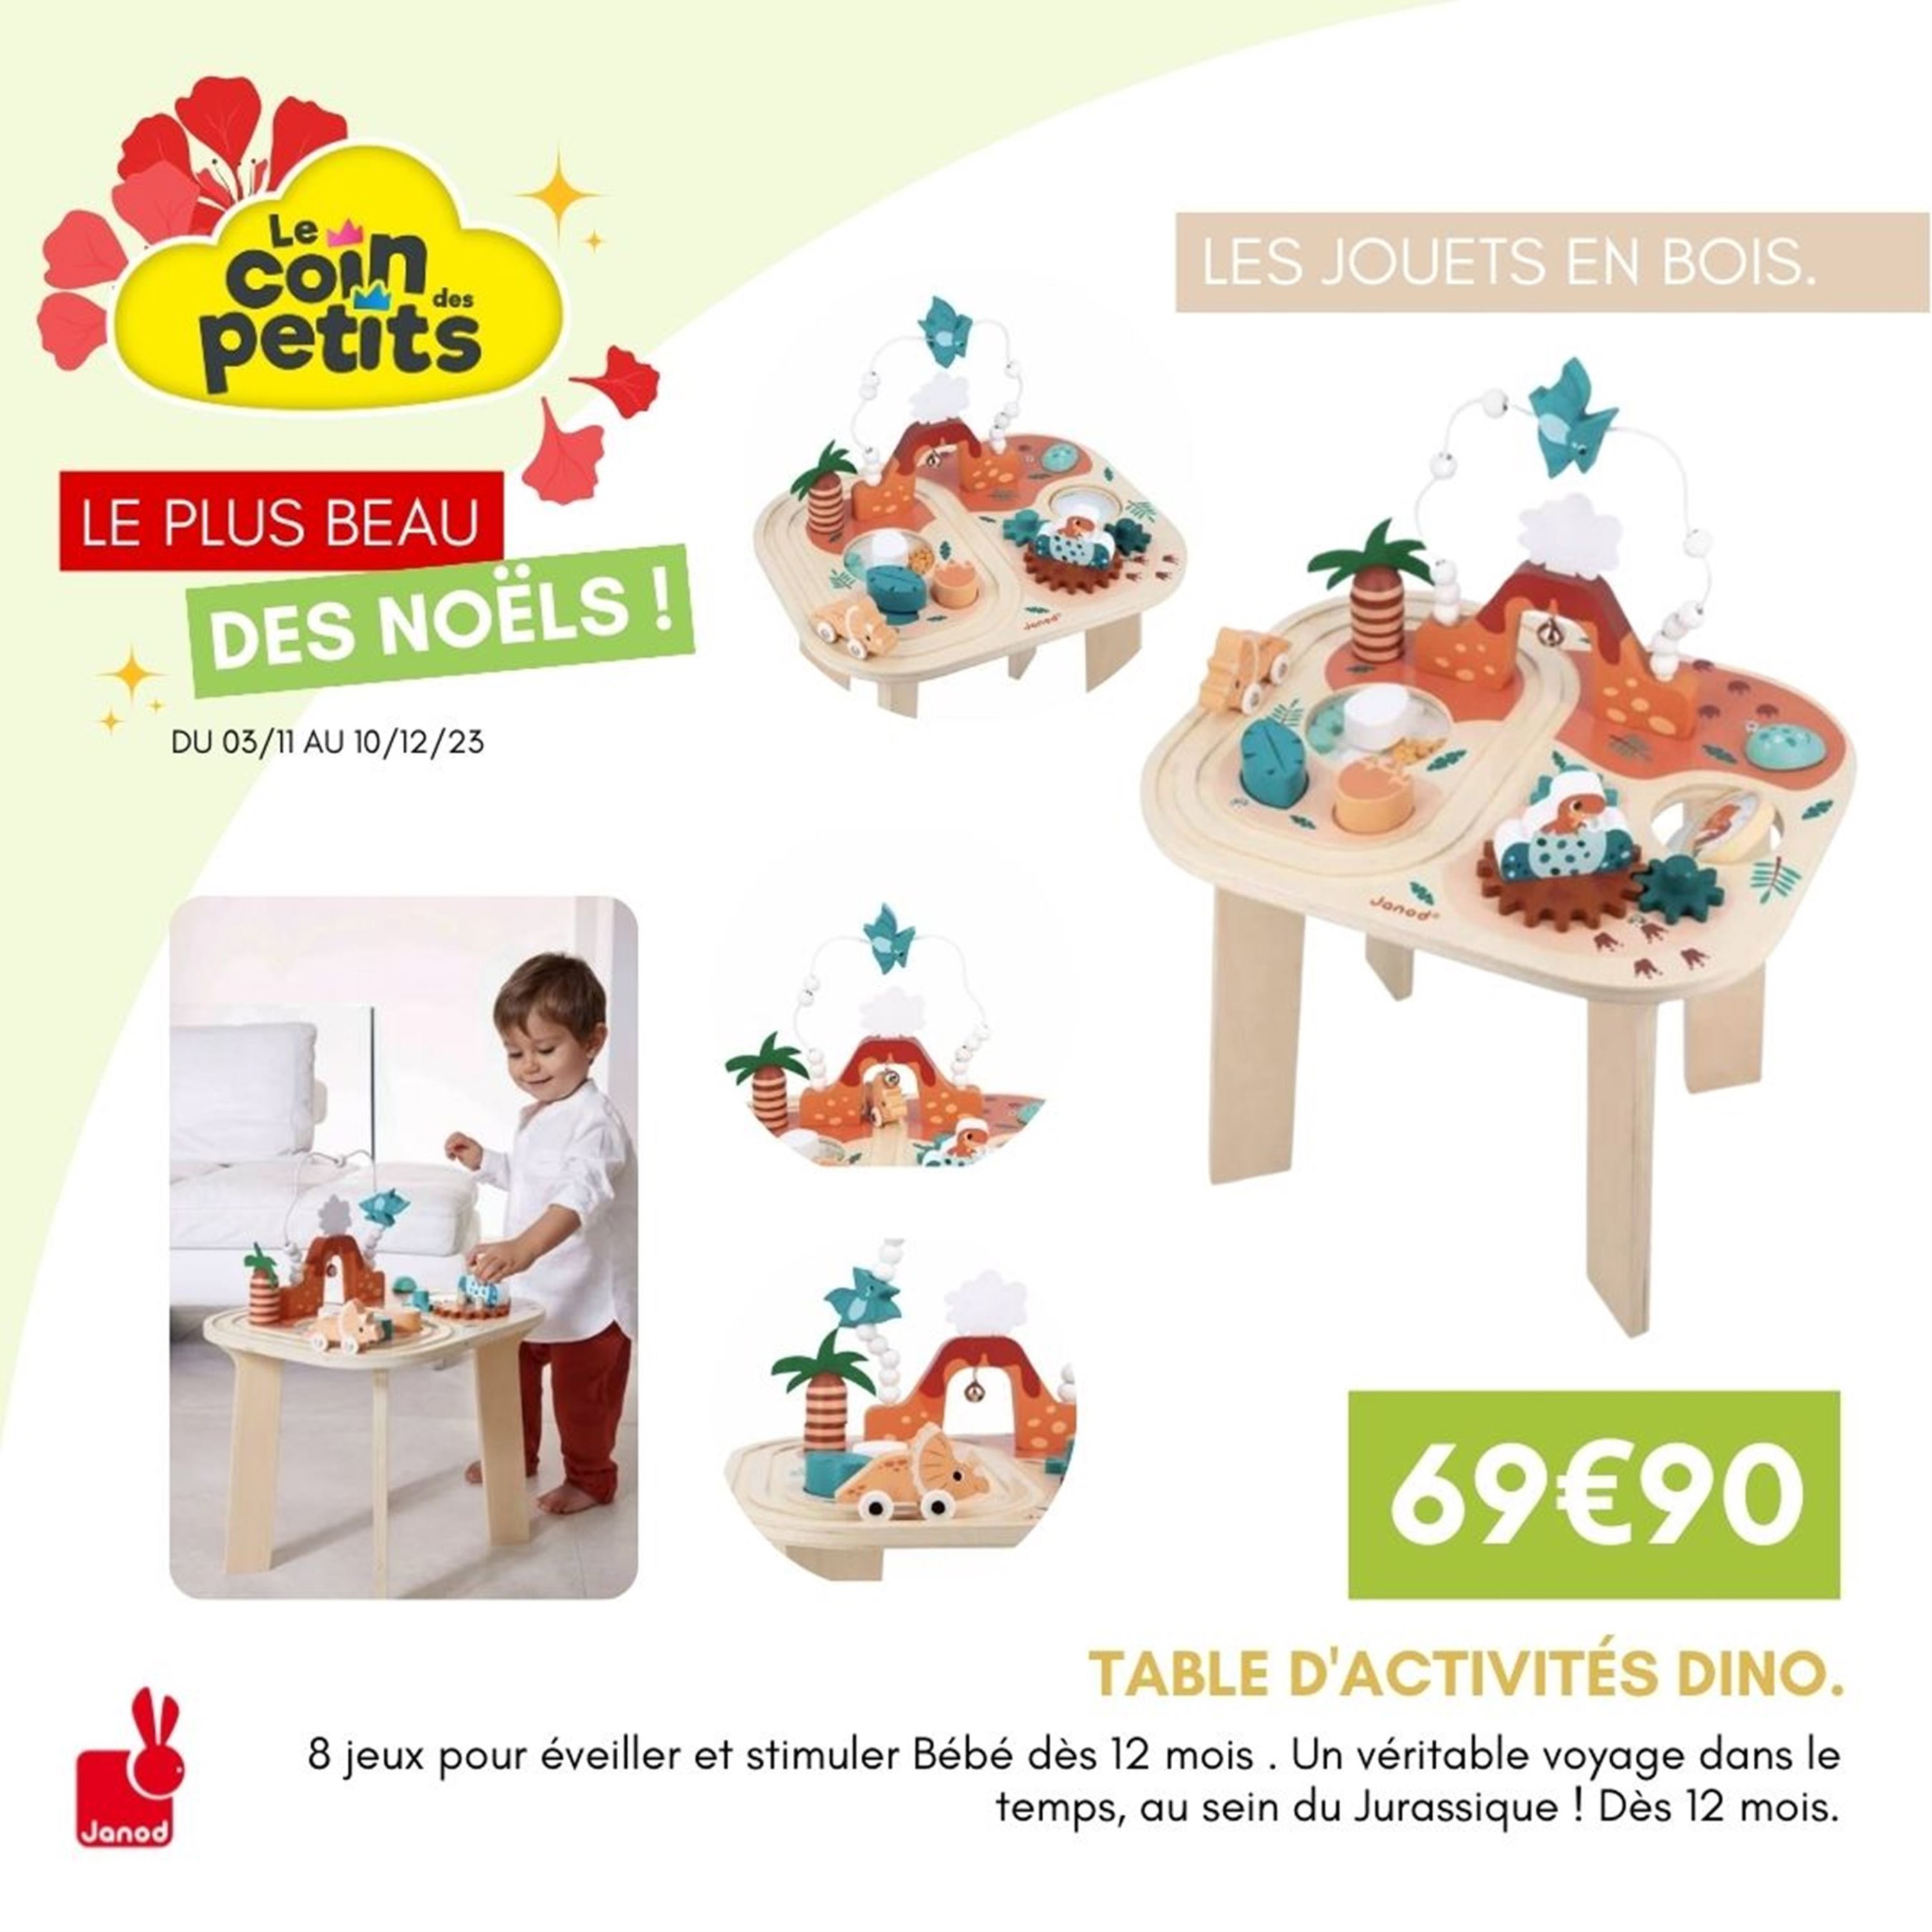 Le
coin
des
petits
LE PLUS BEAU
DES NOËLS !
DU 03/11 AU 10/12/23
LES JOUETS EN BOIS.
Janod
Janod
69€90
TABLE D'ACTIVITÉS DINO.
8 jeux pour éveiller et stimuler Bébé dès 12 mois . Un véritable voyage dans le
temps, au sein du Jurassique ! Dès 12 mois.
Janod